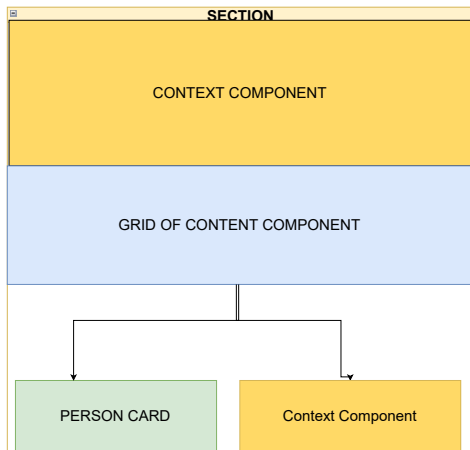 SECTION
CONTEXT COMPONENT
GRID OF CONTENT COMPONENT
PERSON CARD
Context Component